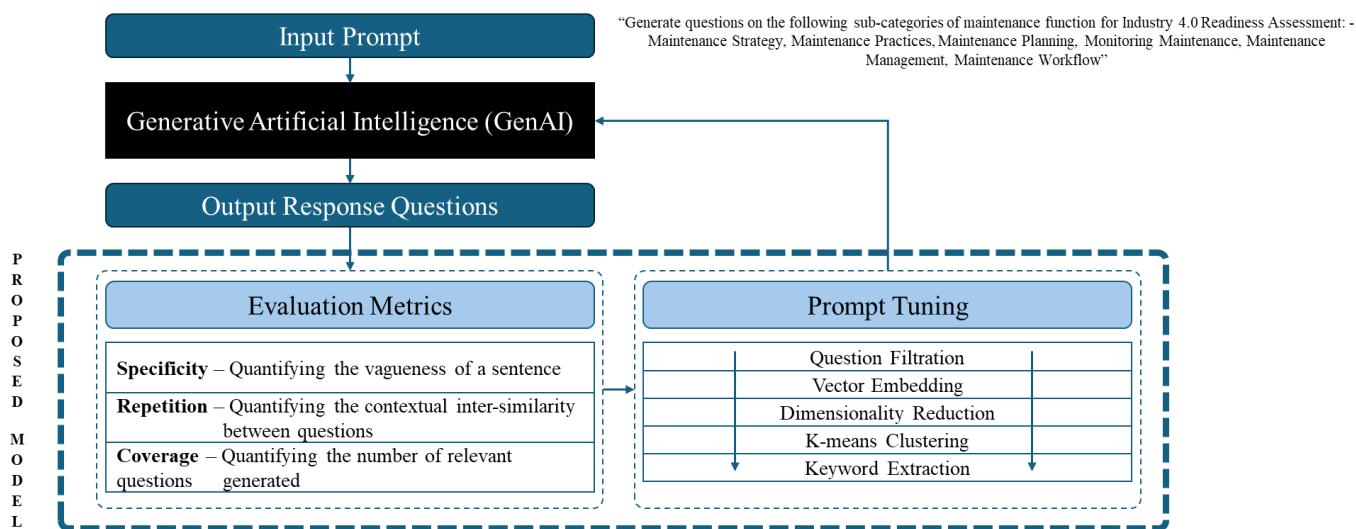 Input Prompt
“Generate questions on the following sub-categories of maintenance function for Industry 4.0 Readiness Assessment: -
Maintenance Strategy, Maintenance Practices, Maintenance Planning, Monitoring Maintenance, Maintenance
Management, Maintenance Workflow”
Generative Artificial Intelligence (GenAI)
Output Response Questions
PROPOSED MODEL
Evaluation Metrics
Specificity – Quantifying the vagueness of a sentence
Repetition – Quantifying the contextual inter-similarity
between questions
Coverage – Quantifying the number of relevant
questions generated
Prompt Tuning
Question Filtration
Vector Embedding
Dimensionality Reduction
K-means Clustering
Keyword Extraction